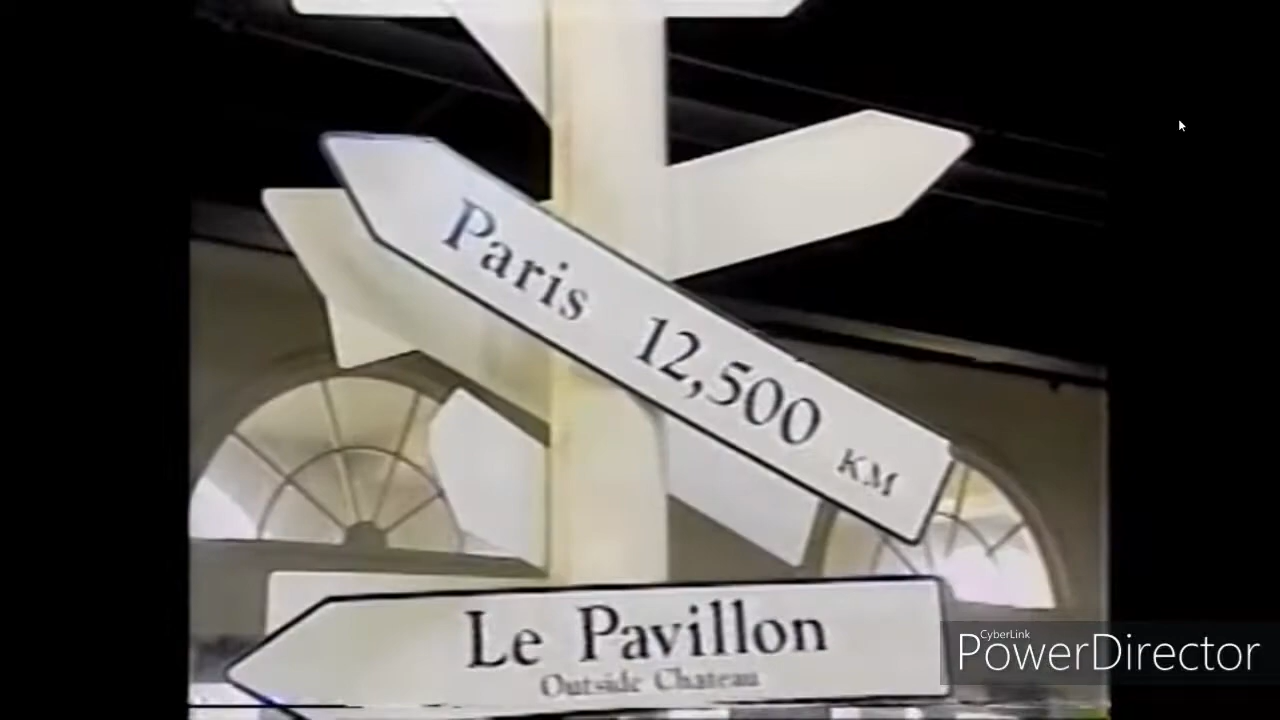 Paris 12,500 KM
Le Pavillon
Outside Chateau
CyberLink
PowerDirector